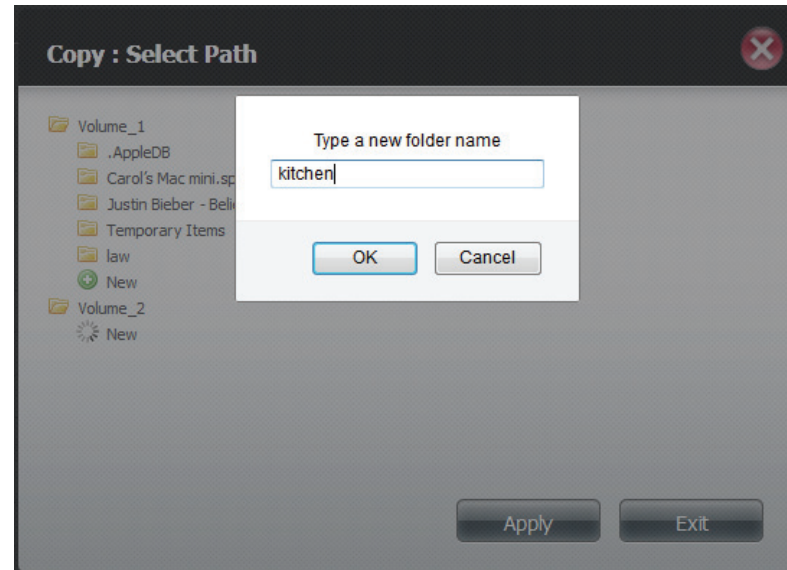 Copy : Select Path
Volume_1
.AppleDB
Carol's Mac mini.sp
Justin Bieber - Beli
Temporary Items
law
New
Volume_2
New
Type a new folder name
kitchen
OK Cancel
Apply Exit